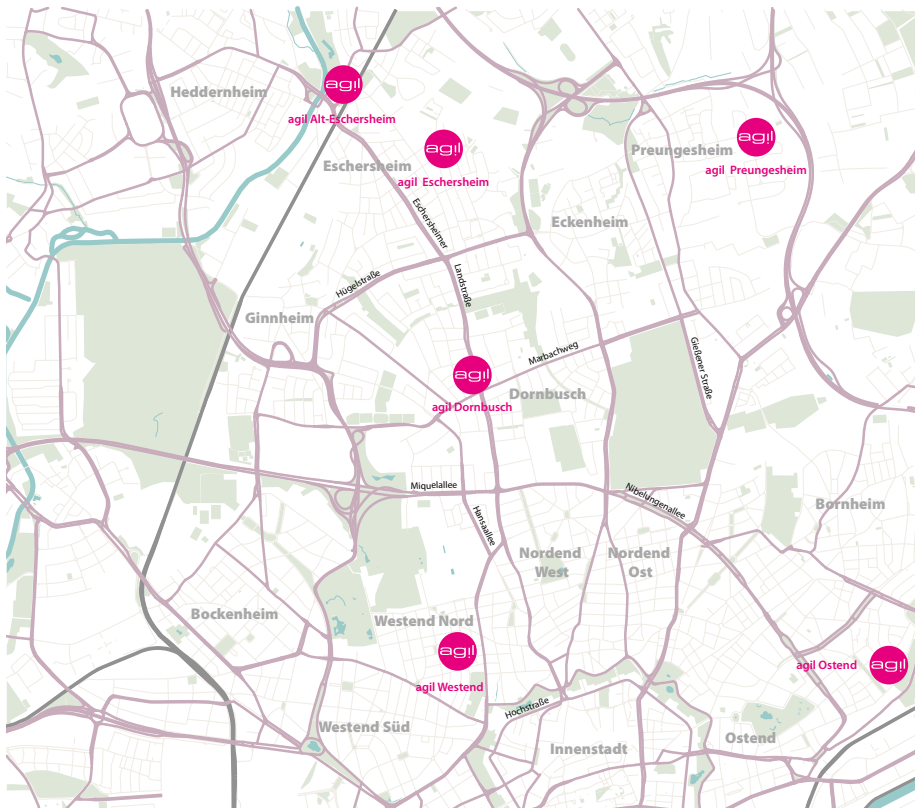 agil
Heddernheim
agil Alt-Eschersheim
agil
Eschersheim
agil Eschersheim
agil
Preungesheim
agil Preungesheim
Eckenheim
Eschersheimer
Landstraße
Hügelstraße
Ginnheim
Marbachweg
Gießener Straße
agil
Dornbusch
agil Dornbusch
Miquelallee
Nibelungenallee
Bornheim
Hansaallee
Nordend
West
Nordend
Ost
Bockenheim
Westend Nord
agil
agil Westend
agil Ostend
agil
Hochstraße
Westend Süd
Innenstadt
Ostend